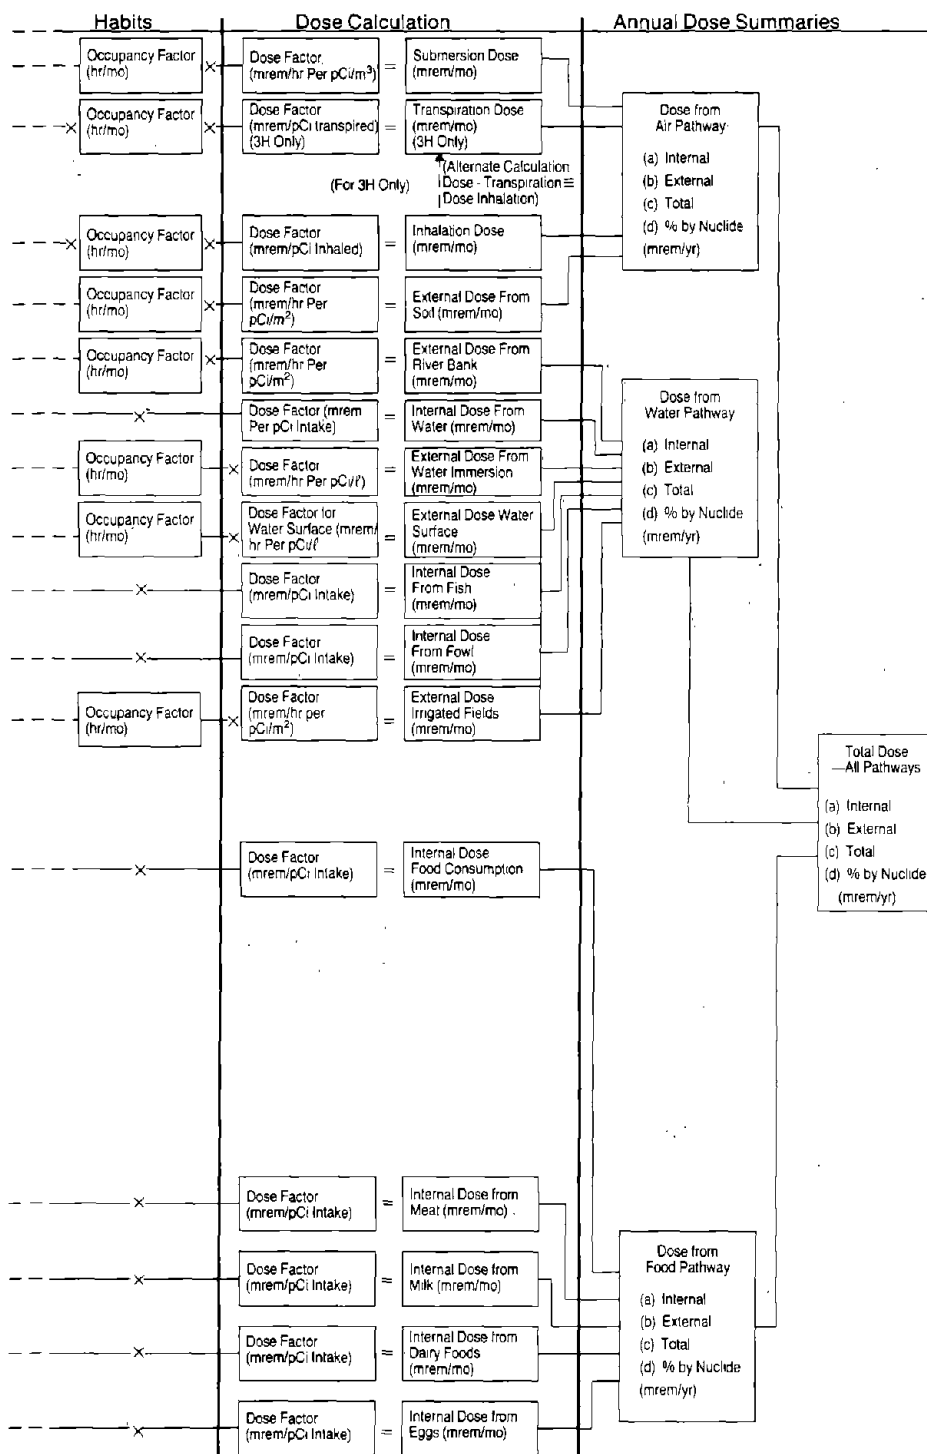 Habits
Dose Calculation
Annual Dose Summaries
Occupancy Factor
(hr/mo)
×
Dose Factor
(mrem/hr Per pCi/m³)
=
Submersion Dose
(mrem/mo)
×
Occupancy Factor
(hr/mo)
×
Dose Factor
(mrem/pCi transpired)
(3H Only)
=
Transpiration Dose
(mrem/mo)
(3H Only)
(For 3H Only)
(Alternate Calculation
Dose - Transpiration ≡
Dose Inhalation)
×
Occupancy Factor
(hr/mo)
×
Dose Factor
(mrem/pCi Inhaled)
=
Inhalation Dose
(mrem/mo)
Occupancy Factor
(hr/mo)
×
Dose Factor
(mrem/hr Per
pCi/m²)
=
External Dose From
Soil (mrem/mo)
Dose from
Air Pathway
(a) Internal
(b) External
(c) Total
(d) % by Nuclide
(mrem/yr)
Occupancy Factor
(hr/mo)
×
Dose Factor
(mrem/hr Per
pCi/m²)
=
External Dose From
River Bank
(mrem/mo)
×
Dose Factor (mrem
Per pCi Intake)
=
Internal Dose From
Water (mrem/mo)
Occupancy Factor
(hr/mo)
×
Dose Factor
(mrem/hr Per pCi/ℓ)
=
External Dose From
Water Immersion
(mrem/mo)
Occupancy Factor
(hr/mo)
×
Dose Factor for
Water Surface (mrem/
hr Per pCi/ℓ
=
External Dose Water
Surface
(mrem/mo)
×
Dose Factor
(mrem/pCi Intake)
=
Internal Dose
From Fish
(mrem/mo)
×
Dose Factor
(mrem/pCi Intake)
=
Internal Dose
From Fowl
(mrem/mo)
Occupancy Factor
(hr/mo)
×
Dose Factor
(mrem/hr per
pCi/m²)
=
External Dose
Irrigated Fields
(mrem/mo)
Dose from
Water Pathway
(a) Internal
(b) External
(c) Total
(d) % by Nuclide
(mrem/yr)
Total Dose
—All Pathways
(a) Internal
(b) External
(c) Total
(d) % by Nuclide
(mrem/yr)
×
Dose Factor
(mrem/pCi Intake)
=
Internal Dose
Food Consumption
(mrem/mo)
×
Dose Factor
(mrem/pCi Intake)
=
Internal Dose from
Meat (mrem/mo)
×
Dose Factor
(mrem/pCi Intake)
=
Internal Dose from
Milk (mrem/mo)
×
Dose Factor
(mrem/pCi Intake)
=
Internal Dose from
Dairy Foods
(mrem/mo)
×
Dose Factor
(mrem/pCi Intake)
=
Internal Dose from
Eggs (mrem/mo)
Dose from
Food Pathway
(a) Internal
(b) External
(c) Total
(d) % by Nuclide
(mrem/yr)